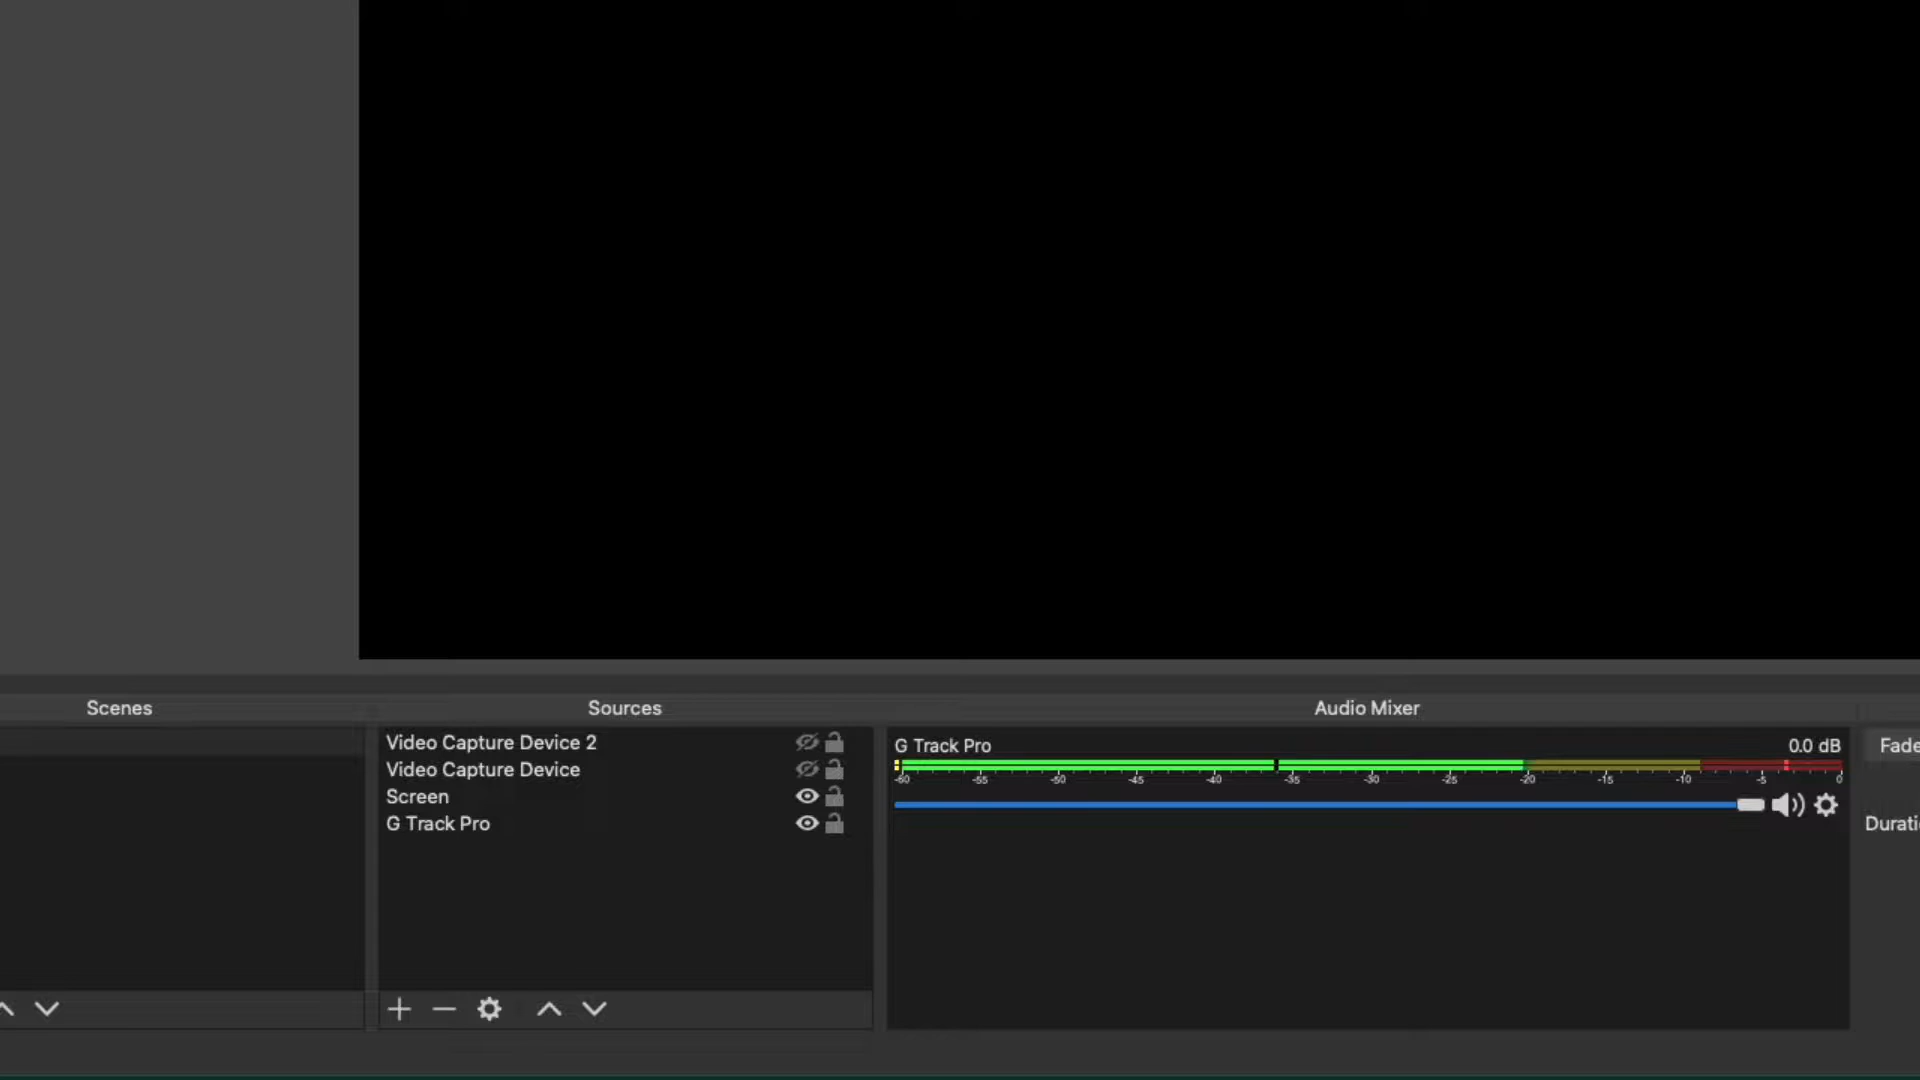 Scenes
Sources
Audio Mixer
Video Capture Device 2
Video Capture Device
Screen
G Track Pro
G Track Pro
0.0 dB
-60 -55 -50 -45 -40 -35 -30 -25 -20 -15 -10 -5 0
Fade
Durati